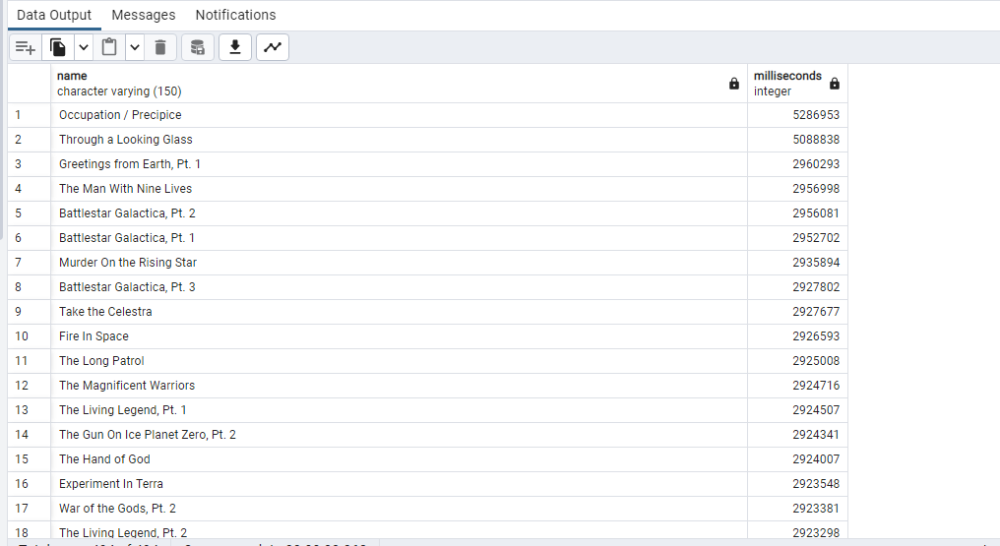 Data Output Messages Notifications
name milliseconds
character varying (150) integer
1 Occupation / Precipice 5286953
2 Through a Looking Glass 5088838
3 Greetings from Earth, Pt. 1 2960293
4 The Man With Nine Lives 2956998
5 Battlestar Galactica, Pt. 2 2956081
6 Battlestar Galactica, Pt. 1 2952702
7 Murder On the Rising Star 2935894
8 Battlestar Galactica, Pt. 3 2927802
9 Take the Celestra 2927677
10 Fire In Space 2926593
11 The Long Patrol 2925008
12 The Magnificent Warriors 2924716
13 The Living Legend, Pt. 1 2924507
14 The Gun On Ice Planet Zero, Pt. 2 2924341
15 The Hand of God 2924007
16 Experiment In Terra 2923548
17 War of the Gods, Pt. 2 2923381
18 The Living Legend, Pt. 2 2923298